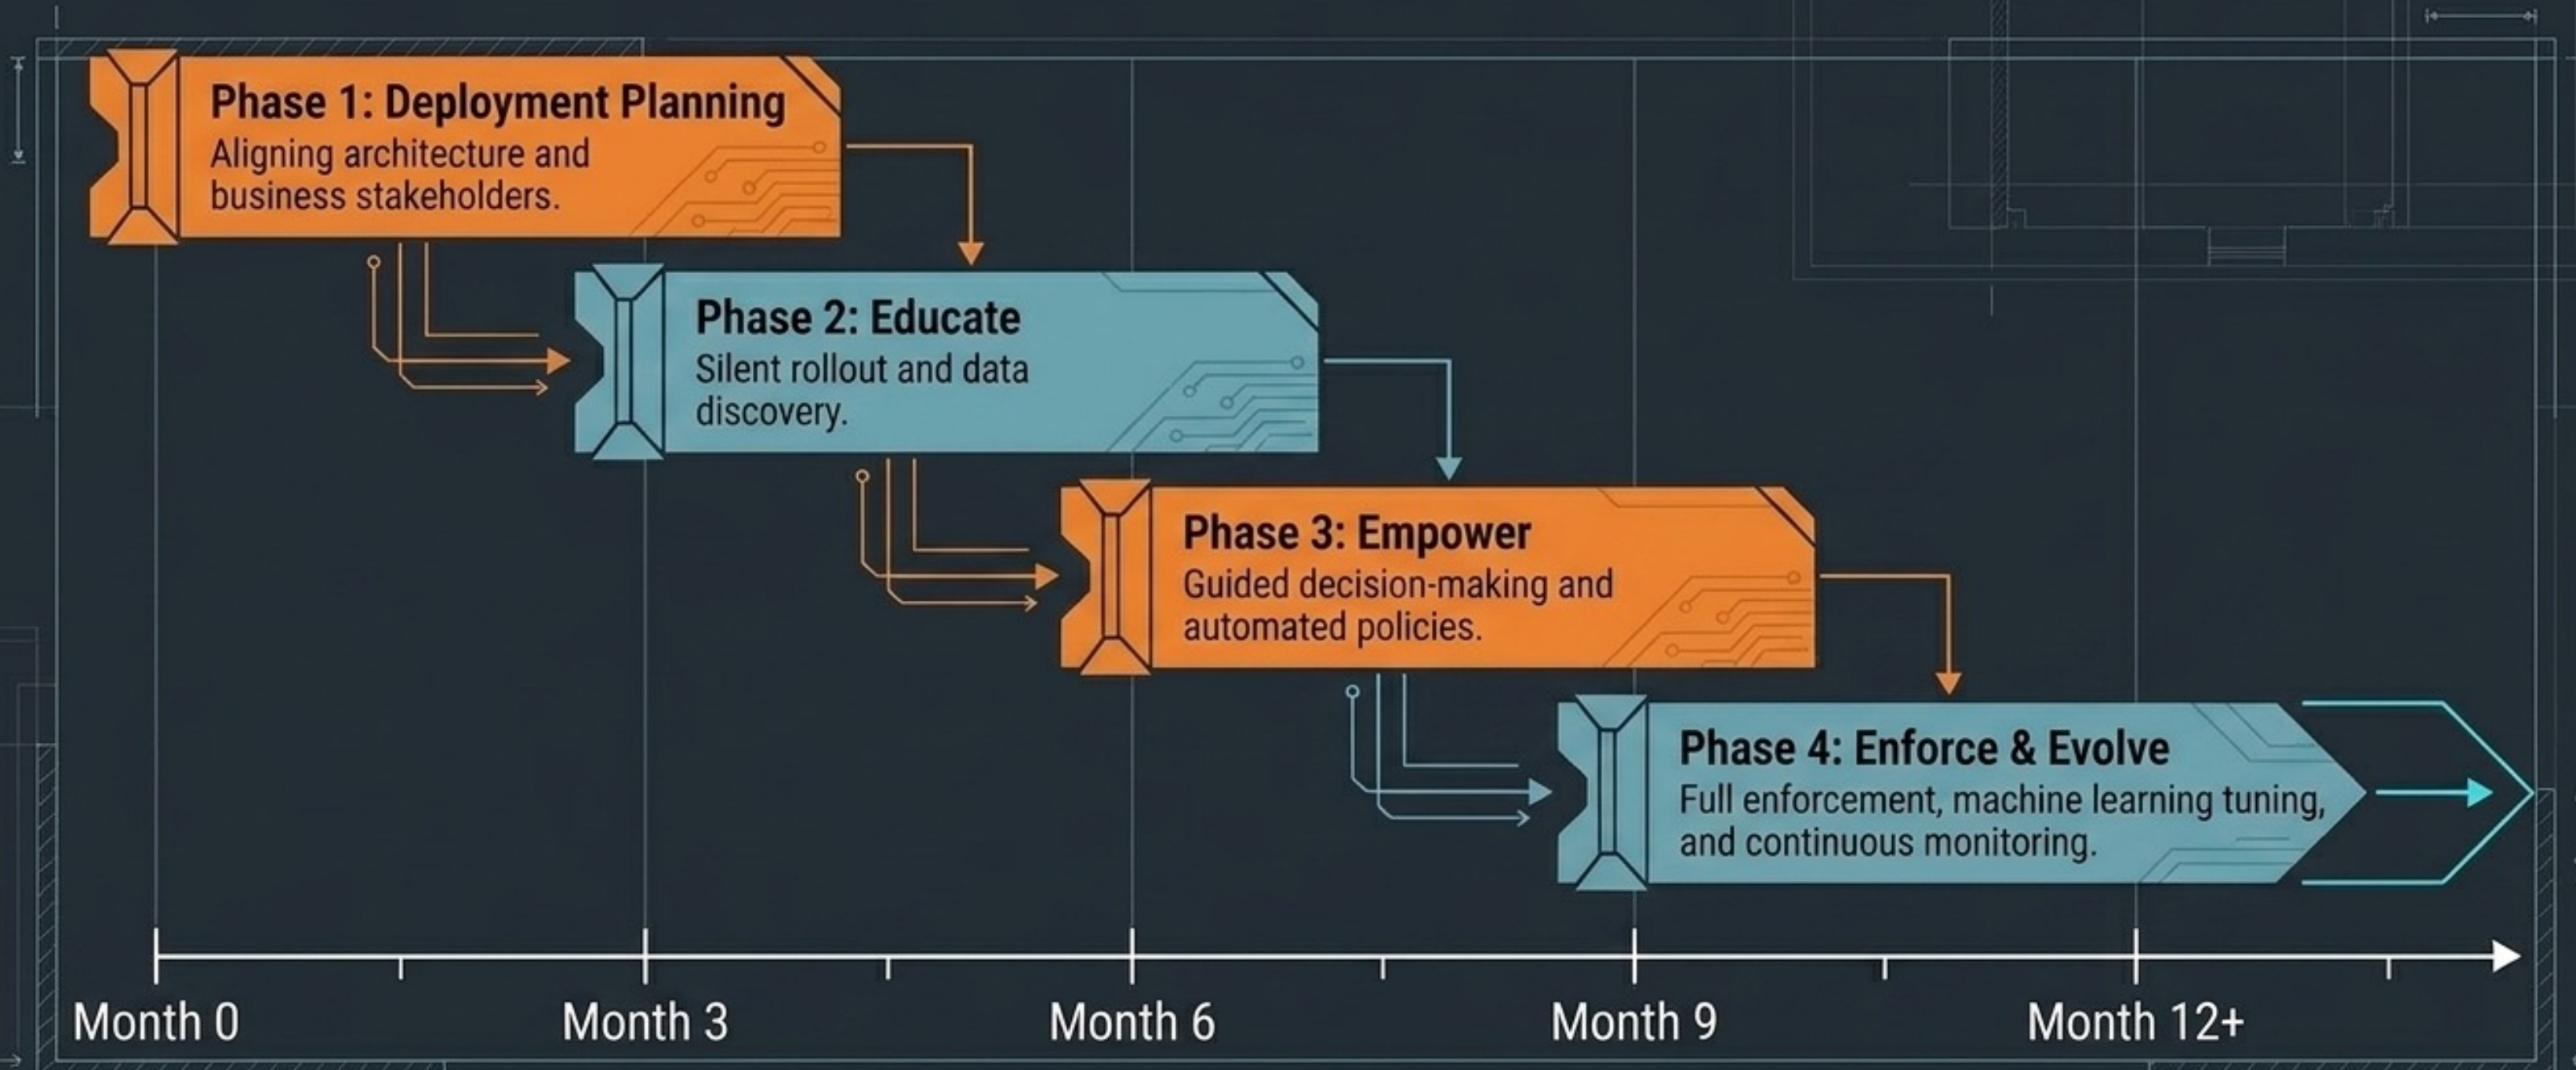 Phase 1: Deployment Planning
Aligning architecture and
business stakeholders.
Phase 2: Educate
Silent rollout and data
discovery.
Phase 3: Empower
Guided decision-making and
automated policies.
Phase 4: Enforce & Evolve
Full enforcement, machine learning tuning,
and continuous monitoring.
Month 0
Month 3
Month 6
Month 9
Month 12+